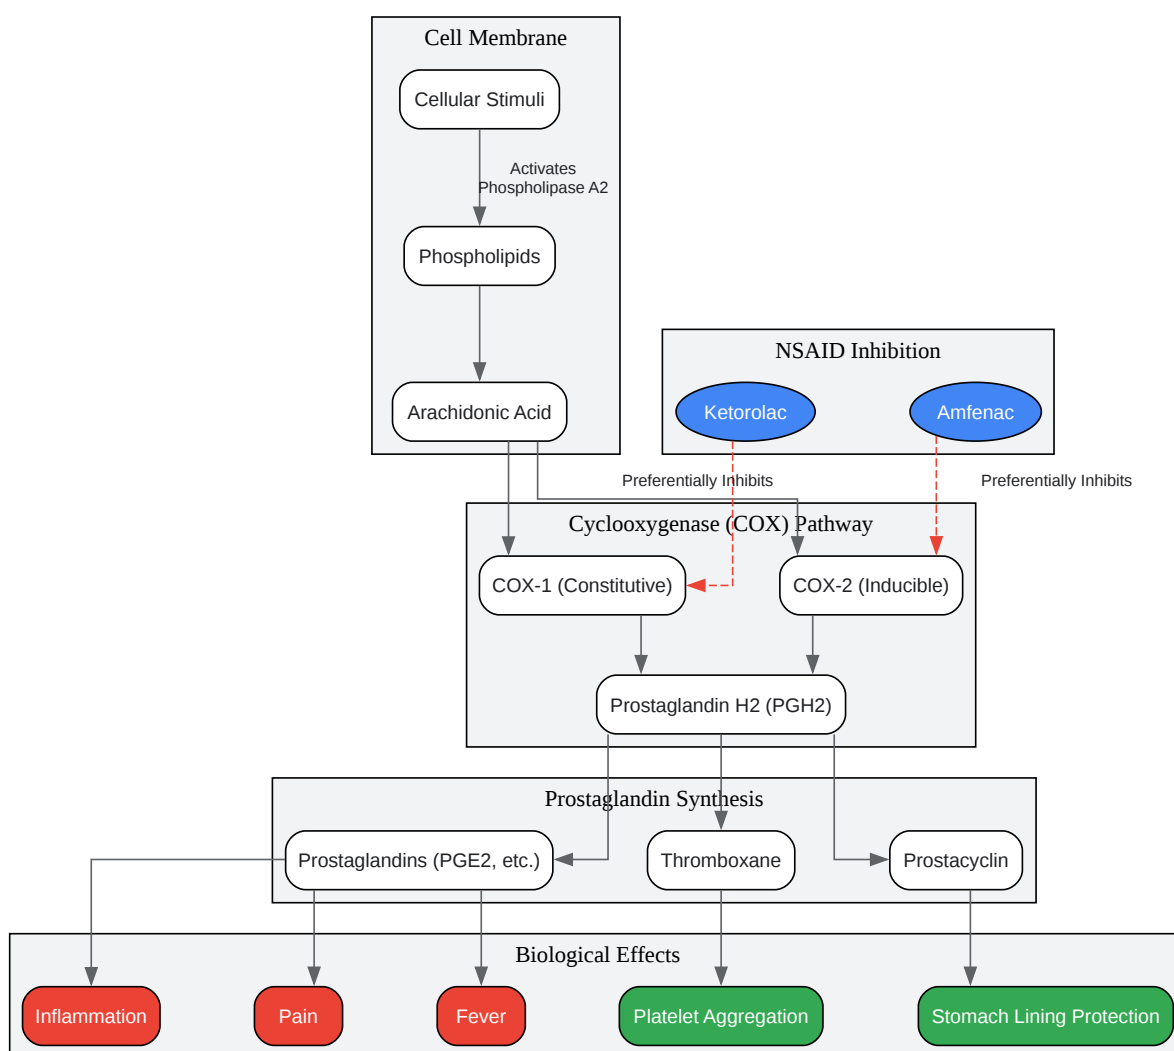 Cell Membrane
Cellular Stimuli
Activates
Phospholipase A2
Phospholipids
Arachidonic Acid
NSAID Inhibition
Ketorolac
Amfenac
Preferentially Inhibits
Preferentially Inhibits
Cyclooxygenase (COX) Pathway
COX-1 (Constitutive)
COX-2 (Inducible)
Prostaglandin H2 (PGH2)
Prostaglandin Synthesis
Prostaglandins (PGE2, etc.)
Thromboxane
Prostacyclin
Biological Effects
Inflammation
Pain
Fever
Platelet Aggregation
Stomach Lining Protection